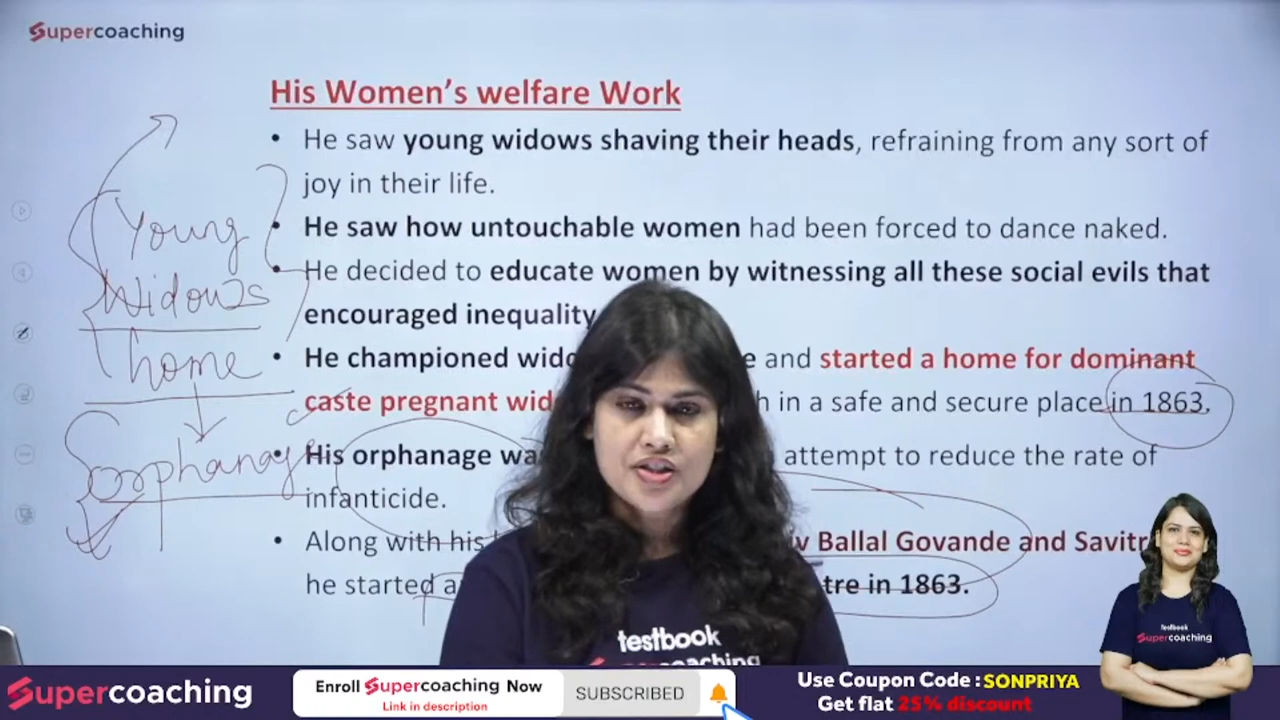 Supercoaching
His Women's welfare Work
• He saw young widows shaving their heads, refraining from any sort of
joy in their life.
• He saw how untouchable women had been forced to dance naked.
• He decided to educate women by witnessing all these social evils that
encouraged inequality
• He championed and started a home for dominant
caste pregnant in a safe and secure place in 1863.
• His orphanage attempt to reduce the rate of
infanticide.
• Along with his Ballal Govande and
he started in 1863.
Young
Widows
home
orphanage
testbook
Supercoaching
testbook
Supercoaching
Supercoaching
Enroll Supercoaching Now
Link in description
SUBSCRIBED
Use Coupon Code : SONPRIYA
Get flat 25% discount